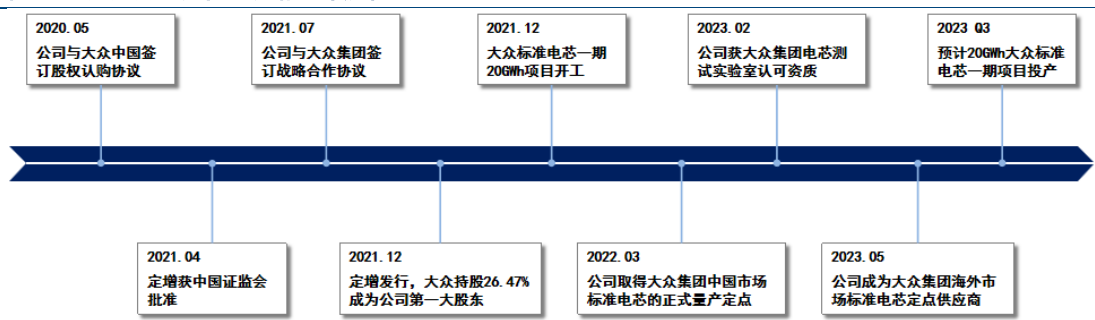 2020.05
公司与大众中国签
订股权认购协议
2021.07
公司与大众集团签
订战略合作协议
2021.12
大众标准电芯一期
20GWh项目开工
2023.02
公司获大众集团电芯测
试实验室认可资质
2023 Q3
预计20GWh大众标准
电芯一期项目投产
2021.04
定增获中国证监会
批准
2021.12
定增发行，大众持股26.47%
成为公司第一大股东
2022.03
公司取得大众集团中国市场
标准电芯的正式量产定点
2023.05
公司成为大众集团海外市
场标准电芯定点供应商